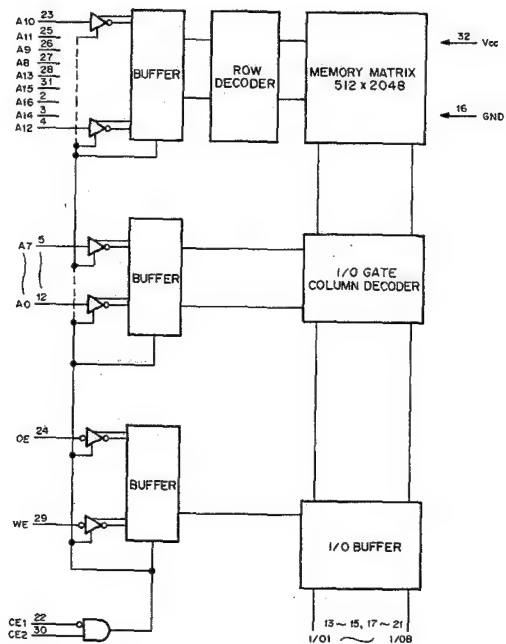 A10 23
A11 25
A9 26
A8 27
A13 28
A15 31
A16 2
A14 3
A12 4
BUFFER
ROW
DECODER
MEMORY MATRIX
512 x 2048
32 Vcc
16 GND
A7 5
A0 12
BUFFER
I/O GATE
COLUMN DECODER
OE 24
WE 29
BUFFER
I/O BUFFER
CE1 22
CE2 30
13 ~ 15, 17 ~ 21
I/O1 ~ I/O8